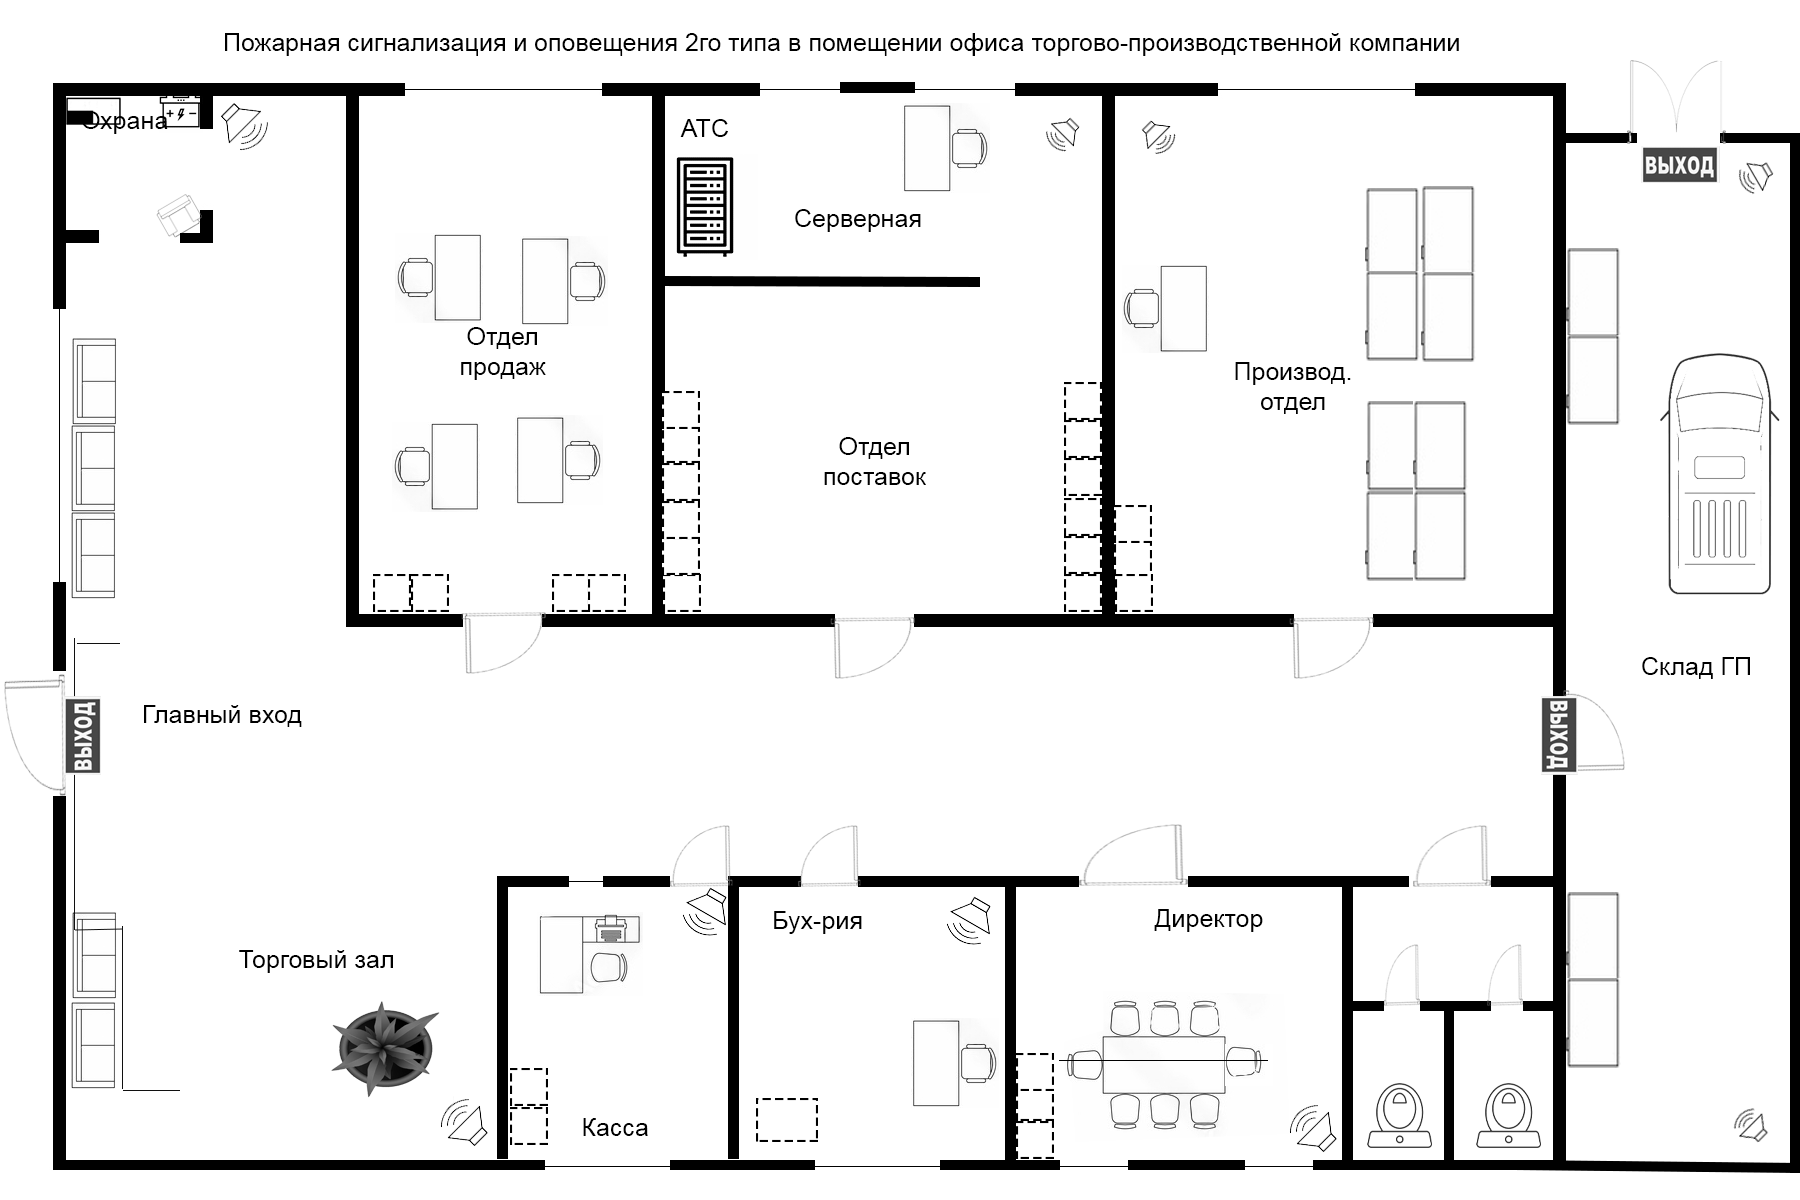 Пожарная сигнализация и оповещения 2го типа в помещении офиса торгово-производственной компании
Охрана
АТС
ВЫХОД
Серверная
Отдел
продаж
Производ.
отдел
Отдел
поставок
Склад ГП
Главный вход
ВЫХОД
ВЫХОД
Бух-рия
Директор
Торговый зал
Касса